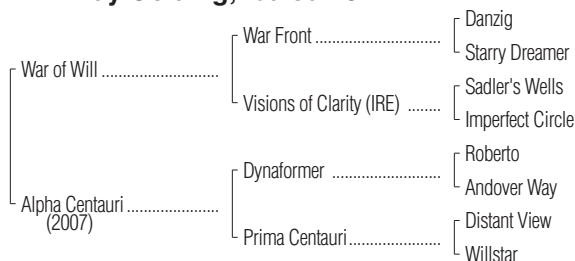 War of Will
War Front
Danzig
Starry Dreamer
Visions of Clarity (IRE)
Sadler's Wells
Imperfect Circle
Alpha Centauri
(2007)
Dynaformer
Roberto
Andover Way
Prima Centauri
Distant View
Willstar